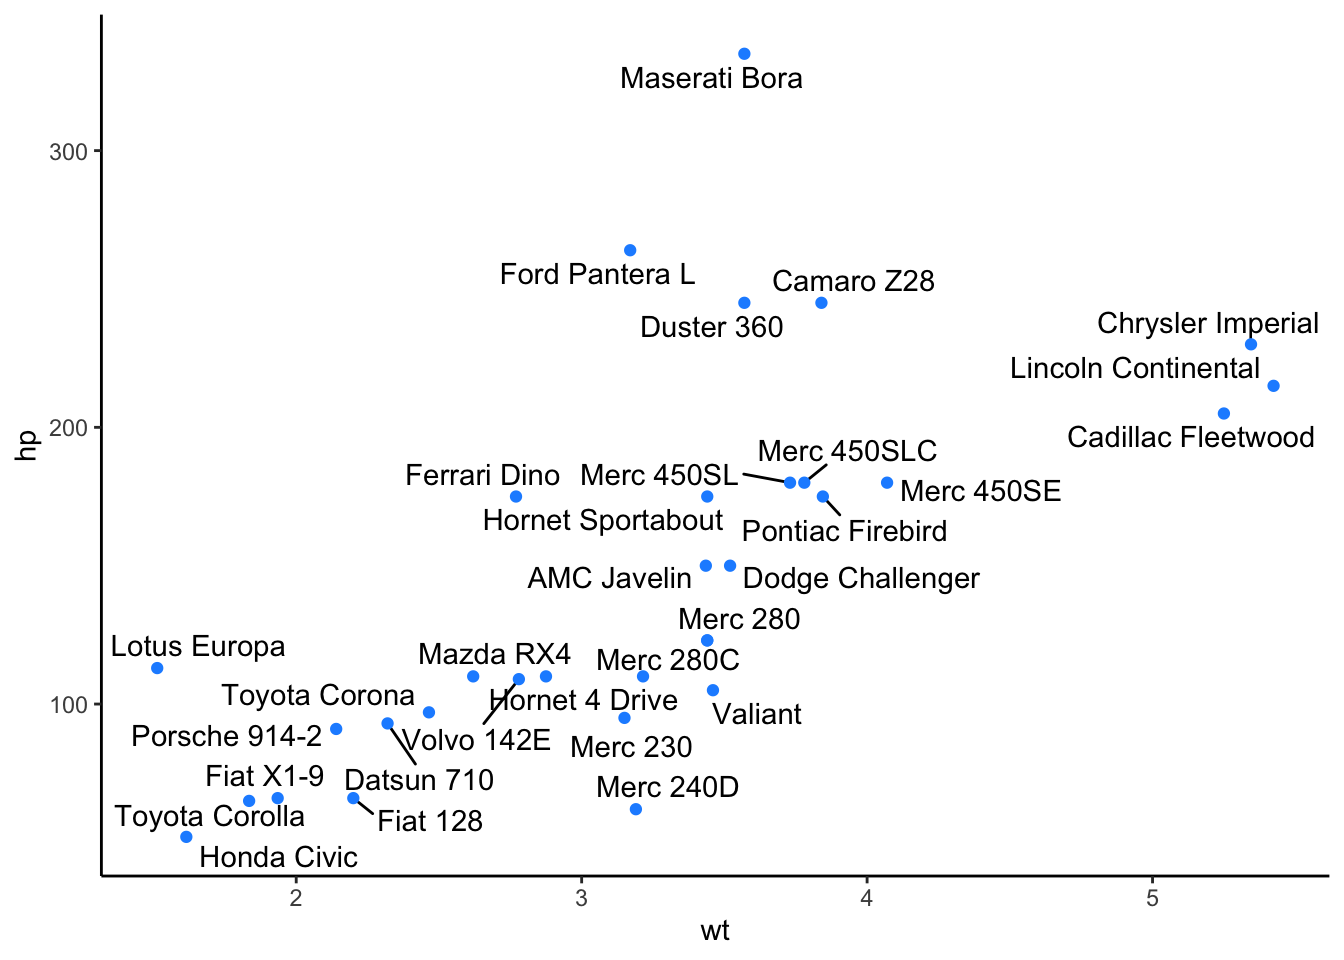 Maserati Bora
300
Ford Pantera L
Camaro Z28
Duster 360
Chrysler Imperial
Lincoln Continental
hp
200
Cadillac Fleetwood
Merc 450SLC
Ferrari Dino
Merc 450SL
Merc 450SE
Hornet Sportabout
Pontiac Firebird
AMC Javelin
Dodge Challenger
Merc 280
Lotus Europa
Mazda RX4
Merc 280C
Toyota Corona
Hornet 4 Drive
100
Valiant
Porsche 914-2
Volvo 142E
Merc 230
Fiat X1-9
Datsun 710
Merc 240D
Toyota Corolla
Fiat 128
Honda Civic
2
3
4
5
wt